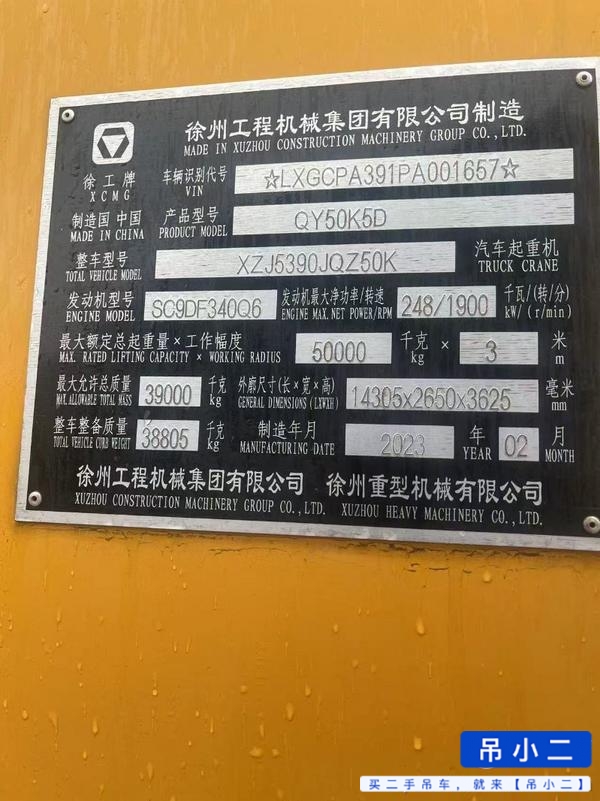 徐州工程机械集团有限公司制造
MADE IN XUZHOU CONSTRUCTION MACHINERY GROUP CO., LTD.
徐工牌
XCMG
车辆识别代号
VIN
☆LXGCPA391PA001657☆
制造国 中国
MADE IN CHINA
产品型号
PRODUCT MODEL
QY50K5D
整车型号
TOTAL VEHICLE MODEL
XZJ5390JQZ50K
汽车起重机
TRUCK CRANE
发动机型号
ENGINE MODEL
SC9DF340Q6
发动机最大净功率/转速
ENGINE MAX. NET POWER/RPM
248/1900
千瓦/(转/分)
kW/(r/min)
最大额定总起重量×工作幅度
MAX. RATED LIFTING CAPACITY × WORKING RADIUS
50000
千克
kg
×
3
米
m
最大允许总质量
MAX. ALLOWABLE TOTAL MASS
39000
千克
kg
外廓尺寸(长×宽×高)
GENERAL DIMENSIONS (LXWXH)
14305x2650x3625
毫米
mm
整车整备质量
TOTAL VEHICLE CURB WEIGHT
38805
千克
kg
制造年月
MANUFACTURING DATE
2023
年
YEAR
02
月
MONTH
徐州工程机械集团有限公司 徐州重型机械有限公司
XUZHOU CONSTRUCTION MACHINERY GROUP CO., LTD. XUZHOU HEAVY MACHINERY CO., LTD.
吊小二
买二手吊车，就来【吊小二】